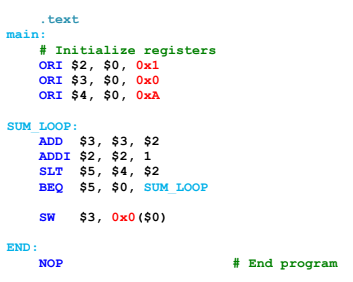 .text
main:
# Initialize registers
ORI $2, $0, 0x1
ORI $3, $0, 0x0
ORI $4, $0, 0xA
SUM_LOOP:
ADD $3, $3, $2
ADDI $2, $2, 1
SLT $5, $4, $2
BEQ $5, $0, SUM_LOOP
SW $3, 0x0($0)
END:
NOP # End program